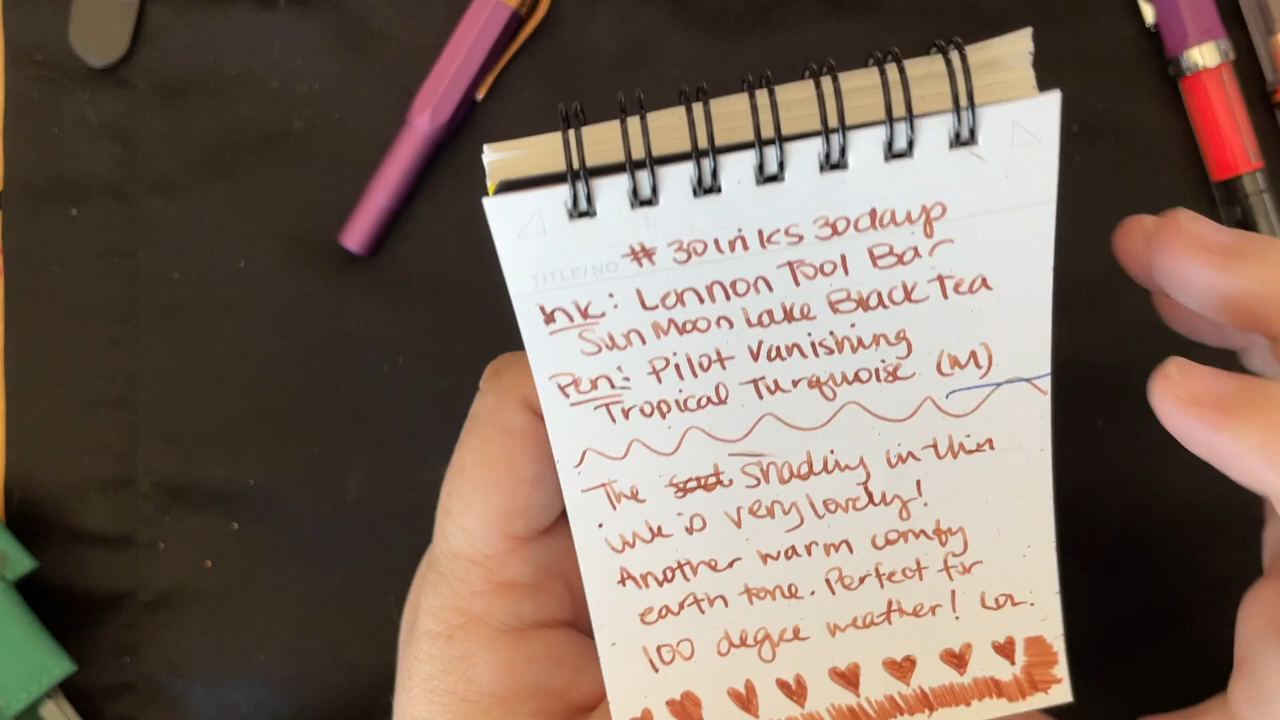 TITLE/NO.
# 30inks30days
Ink: Lennon Tool Bar
Sun Moon Lake Black Tea
Pen: Pilot Vanishing
Tropical Turquoise (M)
The shading in this
ink is very lovely!
Another warm comfy
earth tone. Perfect for
100 degree weather! LOL.